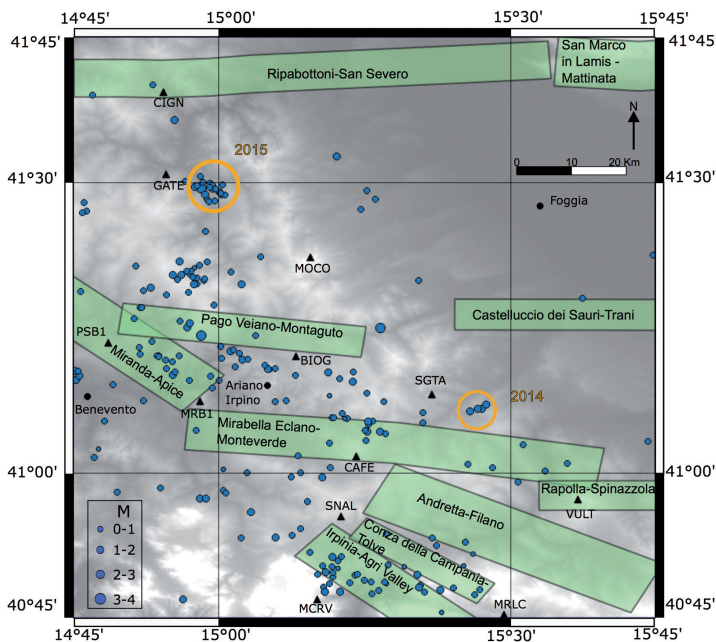 14°45' 15°00' 15°30' 15°45'
41°45' 41°45'
San Marco
in Lamis -
Mattinata
Ripabottoni-San Severo
CIGN
N
2015
0 10 20 Km
41°30' 41°30'
GATE
Foggia
MOCO
Castelluccio dei Sauri-Trani
Pago Veiano-Montaguto
PSB1
Miranda-Apice
BIOG
Ariano
Irpino
SGTA
2014
Benevento
MRB1
Mirabella Eclano-
Monteverde
CAFE
41°00' 41°00'
Rapolla-Spinazzola
Andretta-Filano
VULT
SNAL
M
0-1
1-2
2-3
3-4
Conza della Campania-
Tolve
Irpinia-Agri Valley
MCRV
MRLC
40°45' 40°45'
14°45' 15°00' 15°30' 15°45'